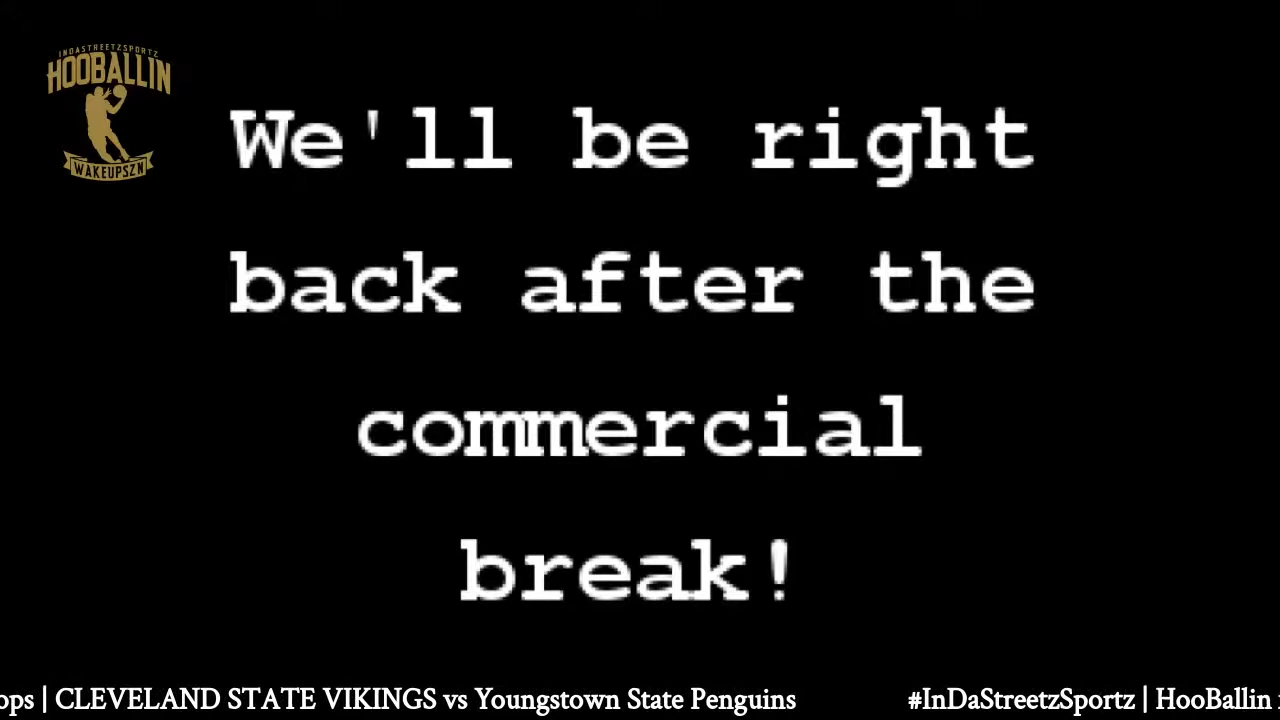 INDASTREETZSPORTZ
HOOBALLIN
WAKEUPSZN
We'll be right
back after the
commercial
break!
ops | CLEVELAND STATE VIKINGS vs Youngstown State Penguins #InDaStreetzSportz | HooBallin